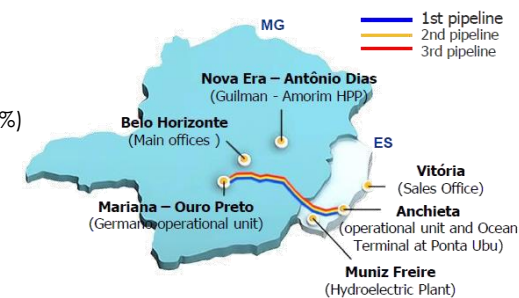 MG
1st pipeline
2nd pipeline
3rd pipeline
Nova Era – Antônio Dias
(Guilman - Amorim HPP)
%)
Belo Horizonte
(Main offices )
ES
Vitória
(Sales Office)
Mariana – Ouro Preto
(Germano operational unit)
Anchieta
(operational unit and Ocean
Terminal at Ponta Ubu)
Muniz Freire
(Hydroelectric Plant)